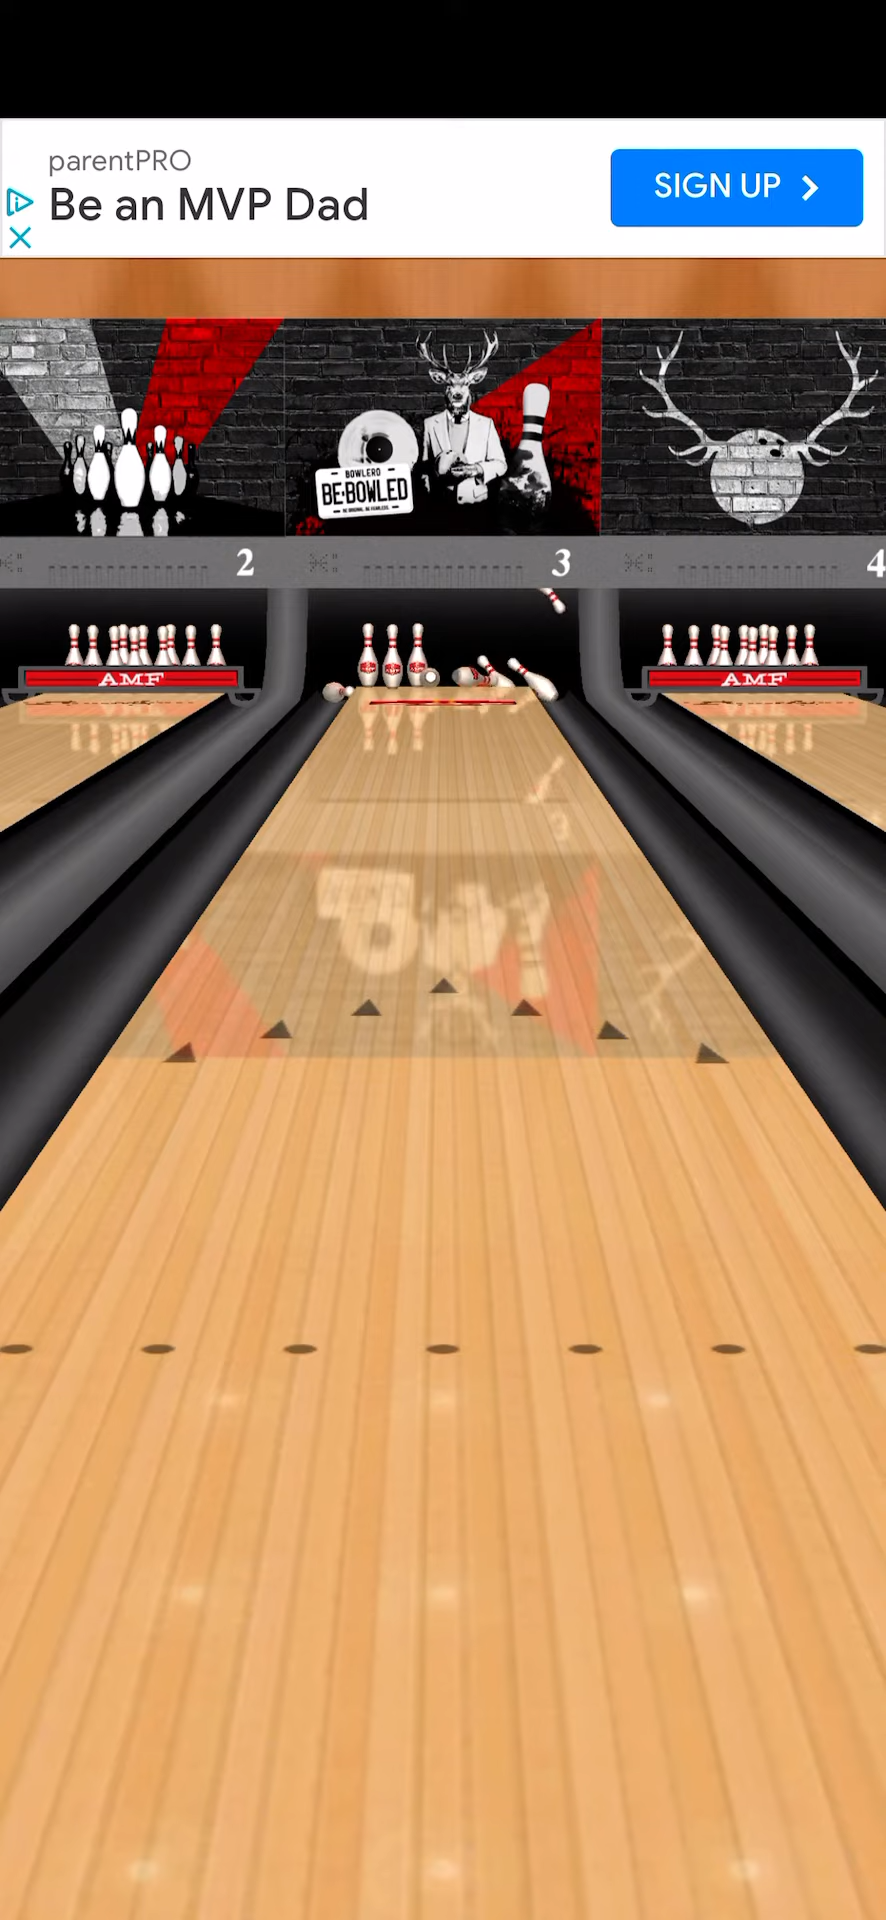 parentPRO
Be an MVP Dad
SIGN UP
BOWLERO
BE•BOWLED
2
3
4
AMF
AMF